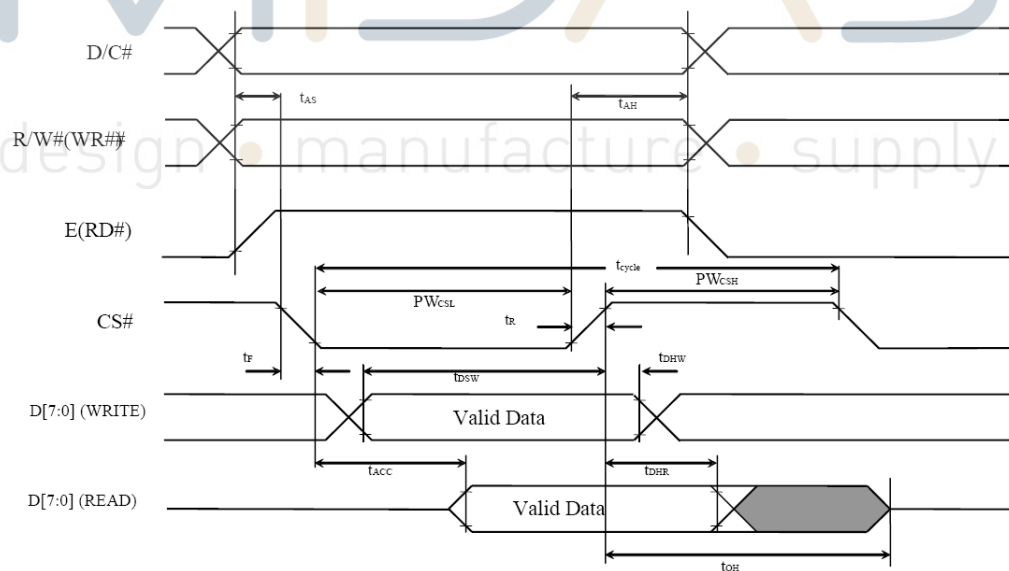 MIDAS
D/C#
tAS
tAH
R/W#(WR##
design • manufacture • supply
E(RD#)
tcycle
PWCSL
PWCSH
CS#
tR
tF
tDSW
tDHW
D[7:0] (WRITE)
Valid Data
tACC
tDHR
D[7:0] (READ)
Valid Data
tOH